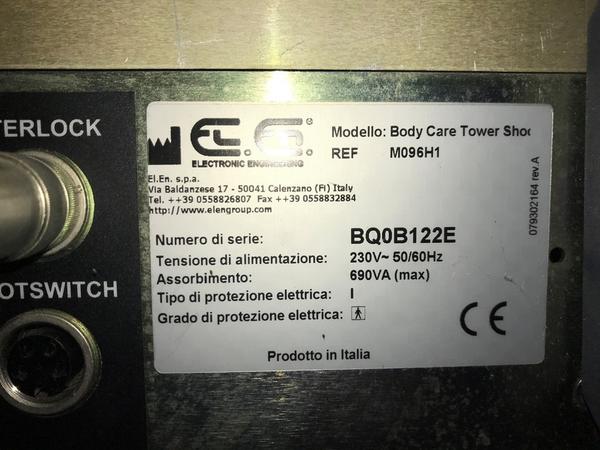 TERLOCK
OTSWITCH
El.En.®
ELECTRONIC ENGINEERING
Modello: Body Care Tower Shoc
REF M096H1
El.En. s.p.a.
Via Baldanzese 17 - 50041 Calenzano (FI) Italy
Tel. ++39 0558826807 Fax ++39 0558832884
http://www.elengroup.com
Numero di serie: BQ0B122E
Tensione di alimentazione: 230V~ 50/60Hz
Assorbimento: 690VA (max)
Tipo di protezione elettrica: I
Grado di protezione elettrica:
CE
Prodotto in Italia
079302164 rev.A